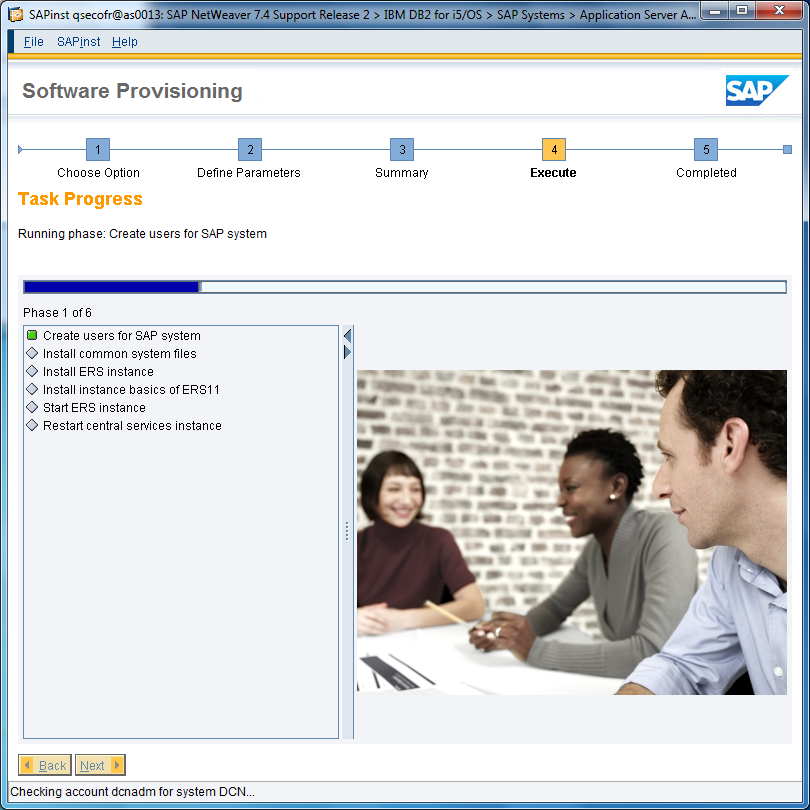 SAPinst qsecofr@as0013: SAP NetWeaver 7.4 Support Release 2 > IBM DB2 for i5/OS > SAP Systems > Application Server A...
File SAPinst Help
Software Provisioning
SAP
1 2 3 4 5
Choose Option Define Parameters Summary Execute Completed
Task Progress
Running phase: Create users for SAP system
Phase 1 of 6
Create users for SAP system
Install common system files
Install ERS instance
Install instance basics of ERS11
Start ERS instance
Restart central services instance
Back Next
Checking account dcnadm for system DCN...